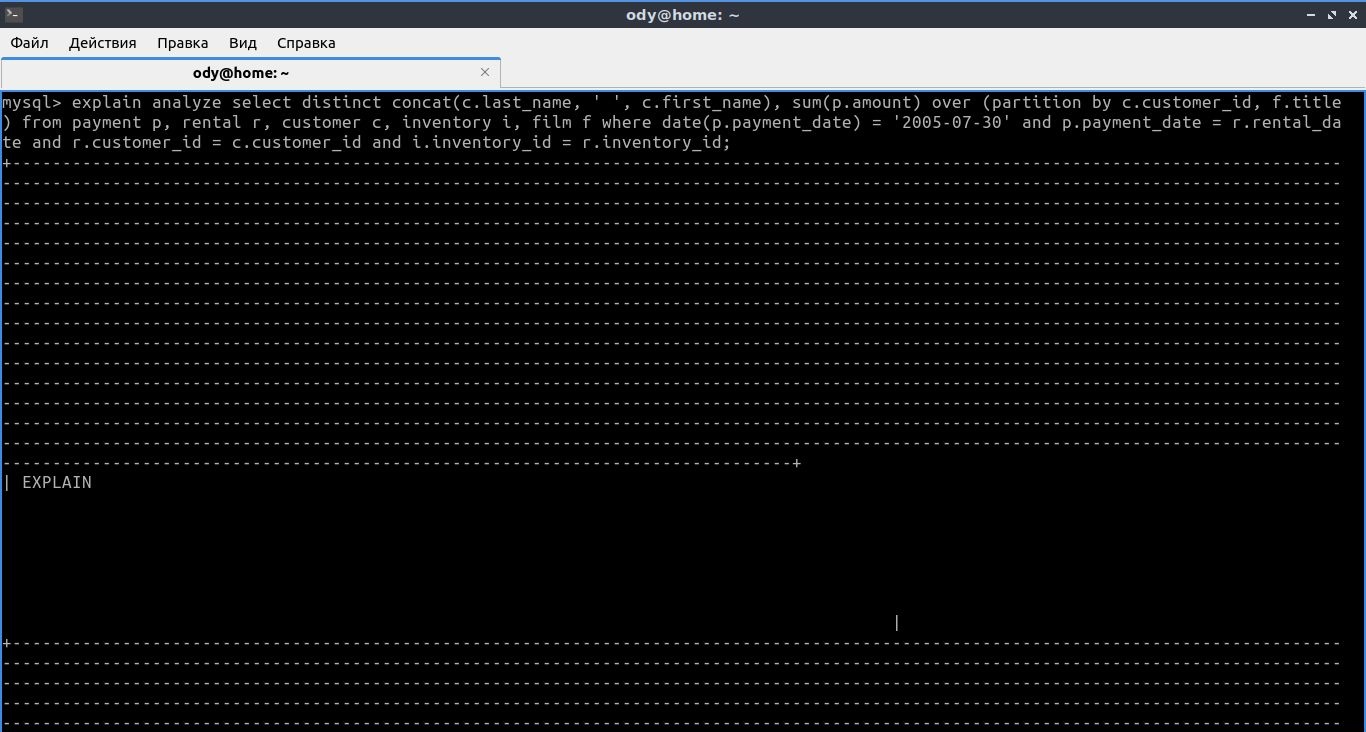 ody@home: ~
Файл Действия Правка Вид Справка
ody@home: ~
mysql> explain analyze select distinct concat(c.last_name, ' ', c.first_name), sum(p.amount) over (partition by c.customer_id, f.title
) from payment p, rental r, customer c, inventory i, film f where date(p.payment_date) = '2005-07-30' and p.payment_date = r.rental_da
te and r.customer_id = c.customer_id and i.inventory_id = r.inventory_id;
| EXPLAIN
|